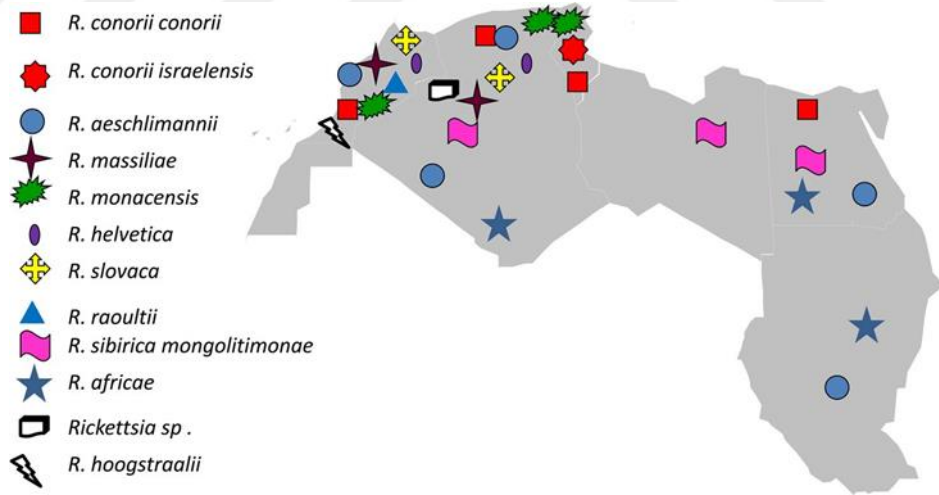 R. conorii conorii
R. conorii israelensis
R. aeschlimannii
R. massiliae
R. monacensis
R. helvetica
R. slovaca
R. raoultii
R. sibirica mongolitimonae
R. africae
Rickettsia sp .
R. hoogstraalii